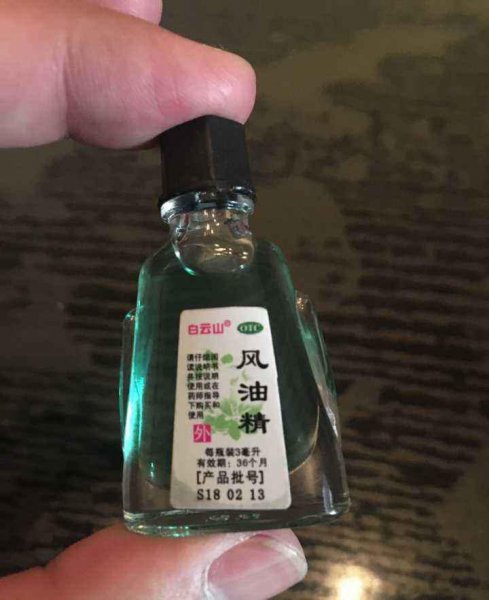 白云山® OTC
风油精
请仔细阅
读说明书
并按说明
使用或在
药师指导
下购买和
使用
外
每瓶装3毫升
有效期:36个月
[产品批号]
S18 02 13